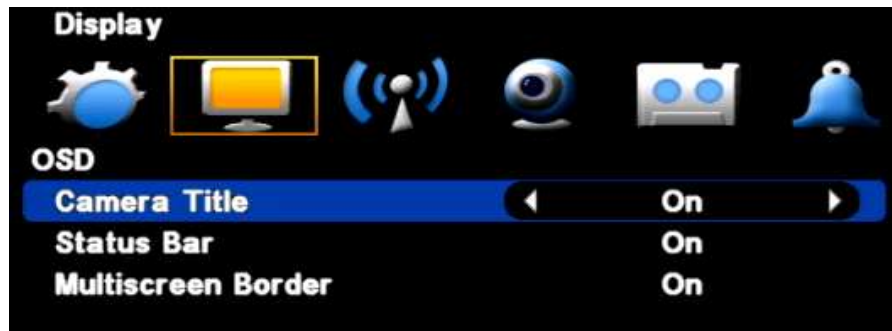 Display
OSD
Camera Title On
Status Bar On
Multiscreen Border On